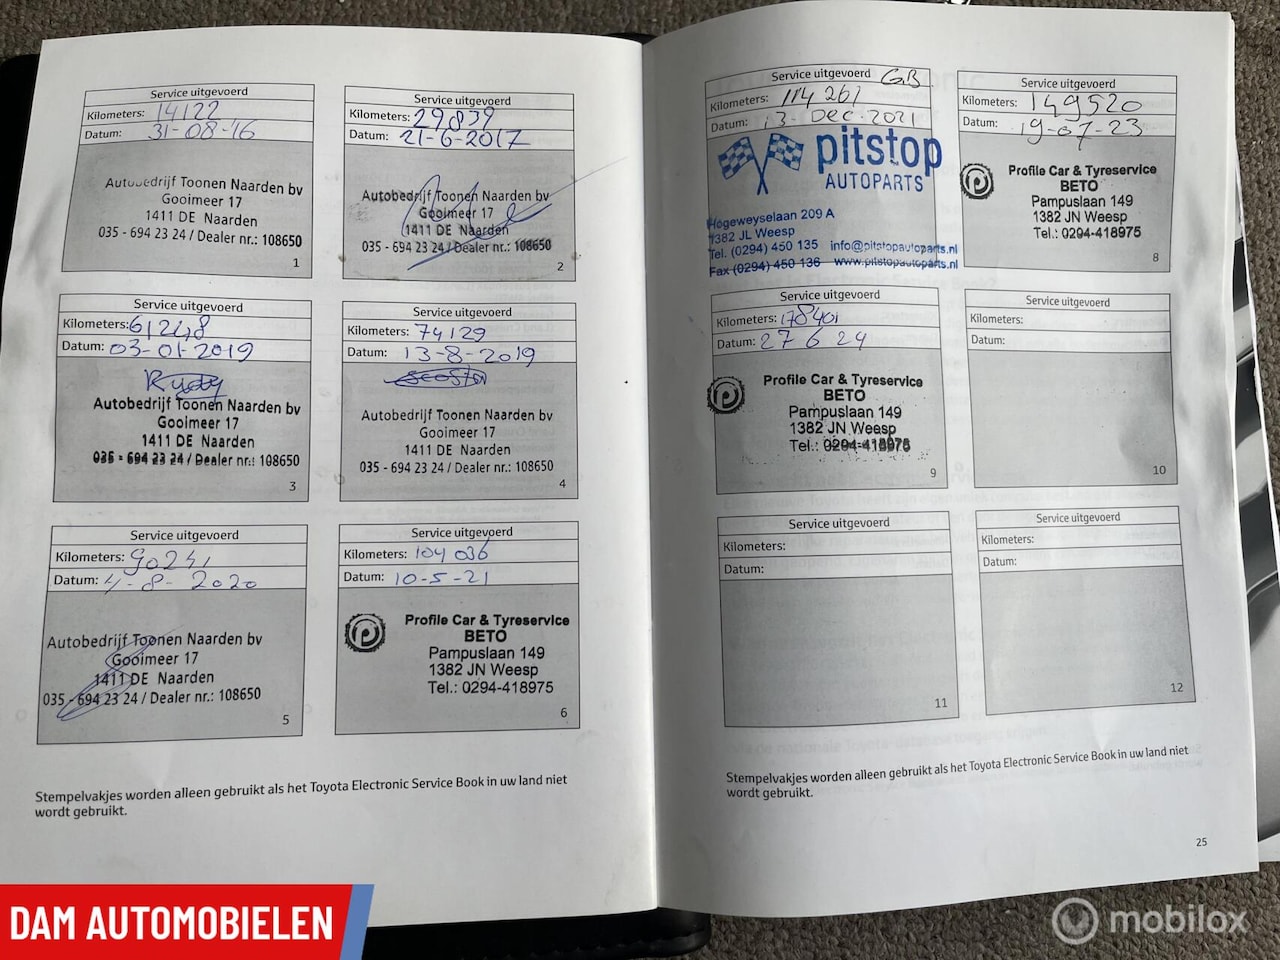 Service uitgevoerd
Kilometers: 14122
Datum: 31-08-16
Autobedrijf Toonen Naarden bv
Gooimeer 17
1411 DE Naarden
035 - 694 23 24 / Dealer nr.: 108650
1
Service uitgevoerd
Kilometers: 29839
Datum: 21-6-2017
Autobedrijf Toonen Naarden bv
Gooimeer 17
1411 DE Naarden
035 - 694 23 24 / Dealer nr.: 108650
2
Service uitgevoerd
Kilometers: 61248
Datum: 03-01-2019
Rudy
Autobedrijf Toonen Naarden bv
Gooimeer 17
1411 DE Naarden
035 - 694 23 24 / Dealer nr.: 108650
3
Service uitgevoerd
Kilometers: 74129
Datum: 13-8-2019
Autobedrijf Toonen Naarden bv
Gooimeer 17
1411 DE Naarden
035 - 694 23 24 / Dealer nr.: 108650
4
Service uitgevoerd
Kilometers: 90241
Datum: 4-8-2020
Autobedrijf Toonen Naarden bv
Gooimeer 17
1411 DE Naarden
035 - 694 23 24 / Dealer nr.: 108650
5
Service uitgevoerd
Kilometers: 104 036
Datum: 10-5-21
Profile Car & Tyreservice
BETO
Pampuslaan 149
1382 JN Weesp
Tel.: 0294-418975
6
Stempelvakjes worden alleen gebruikt als het Toyota Electronic Service Book in uw land niet
wordt gebruikt.
Service uitgevoerd GB
Kilometers: 114 261
Datum: 13-Dec-2021
pitstop
AUTOPARTS
Hogeweyselaan 209 A
1382 JL Weesp
Tel. (0294) 450 135 info@pitstopautoparts.nl
Fax (0294) 450 136 www.pitstopautoparts.nl
Service uitgevoerd
Kilometers: 149520
Datum: 19-07-23
Profile Car & Tyreservice
BETO
Pampuslaan 149
1382 JN Weesp
Tel.: 0294-418975
8
Service uitgevoerd
Kilometers: 178401
Datum: 27 6 24
Profile Car & Tyreservice
BETO
Pampuslaan 149
1382 JN Weesp
Tel.: 0294-418975
9
Service uitgevoerd
Kilometers:
Datum:
10
Service uitgevoerd
Kilometers:
Datum:
11
Service uitgevoerd
Kilometers:
Datum:
12
Stempelvakjes worden alleen gebruikt als het Toyota Electronic Service Book in uw land niet
wordt gebruikt.
25
DAM AUTOMOBIELEN
mobilox